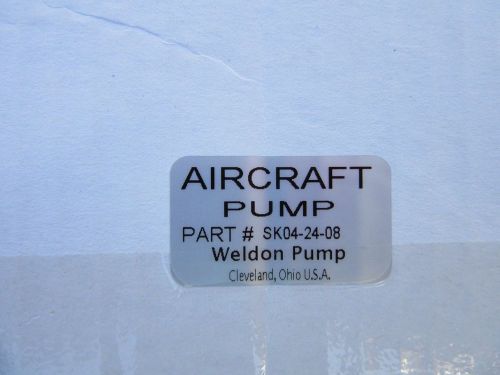 AIRCRAFT
PUMP
PART # SK04-24-08
Weldon Pump
Cleveland, Ohio U.S.A.